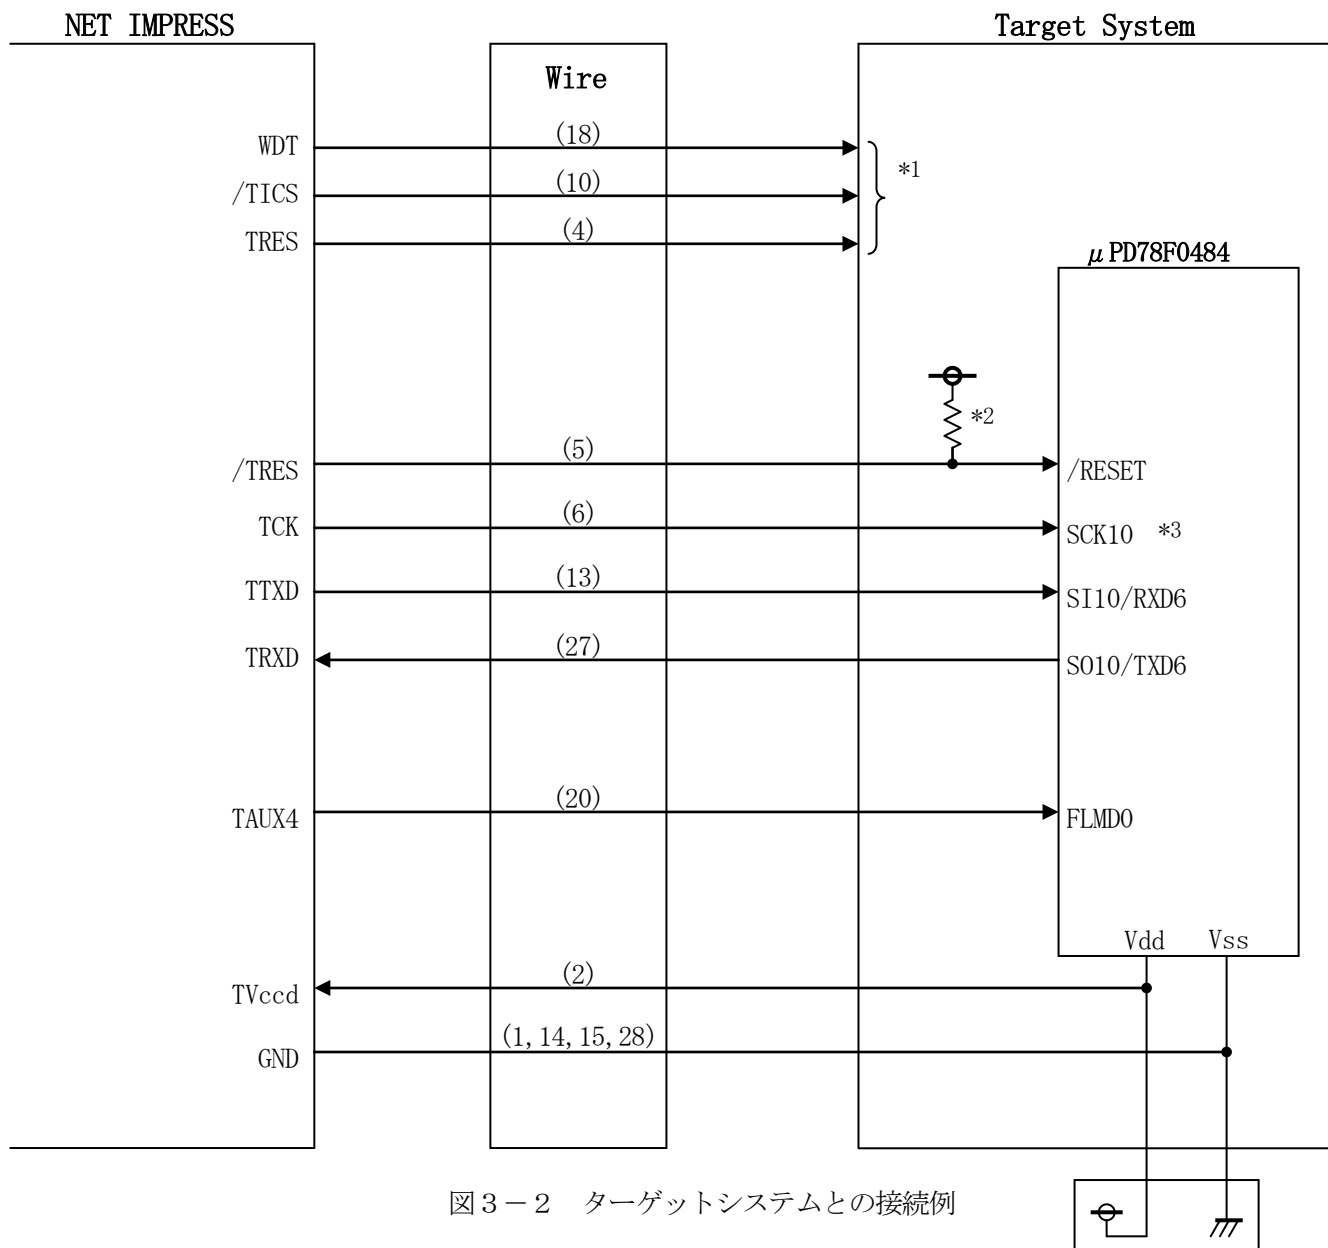 NET IMPRESS
Target System
Wire
WDT (18)
*1
/TICS (10)
TRES (4)
μPD78F0484
*2
/TRES (5) /RESET
TCK (6) SCK10 *3
TTXD (13) SI10/RXD6
TRXD (27) SO10/TXD6
TAUX4 (20) FLMD0
Vdd Vss
TVccd (2)
GND (1,14,15,28)
図3-2 ターゲットシステムとの接続例